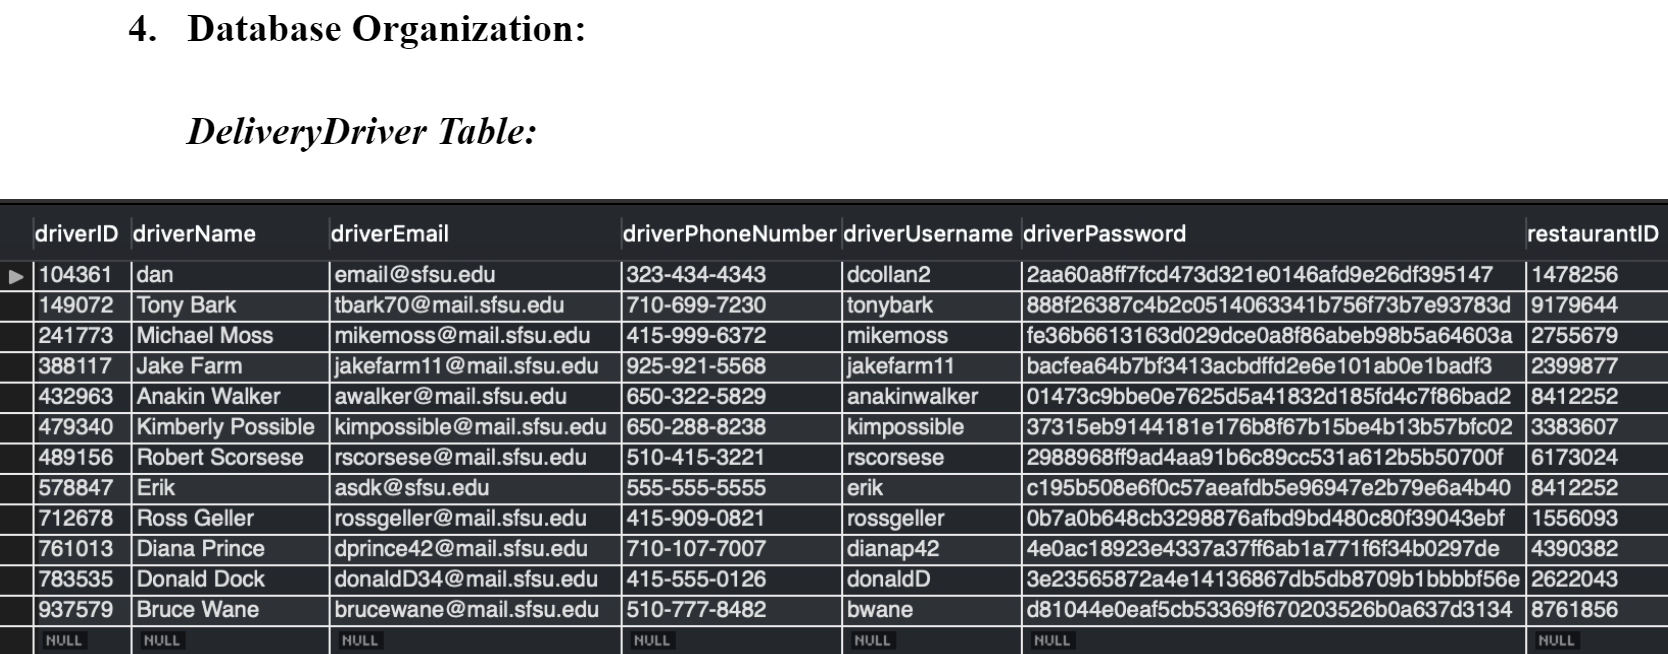 4. Database Organization:
DeliveryDriver Table:
driverID driverName driverEmail driverPhoneNumber driverUsername driverPassword restaurantID
104361 dan email@sfsu.edu 323-434-4343 dcollan2 2aa60a8ff7fcd473d321e0146afd9e26df395147 1478256
149072 Tony Bark tbark70@mail.sfsu.edu 710-699-7230 tonybark 888f26387c4b2c0514063341b756f73b7e93783d 9179644
241773 Michael Moss mikemoss@mail.sfsu.edu 415-999-6372 mikemoss fe36b6613163d029dce0a8f86abeb98b5a64603a 2755679
388117 Jake Farm jakefarm11@mail.sfsu.edu 925-921-5568 jakefarm11 bacfea64b7bf3413acbdffd2e6e101ab0e1badf3 2399877
432963 Anakin Walker awalker@mail.sfsu.edu 650-322-5829 anakinwalker 01473c9bbe0e7625d5a41832d185fd4c7f86bad2 8412252
479340 Kimberly Possible kimpossible@mail.sfsu.edu 650-288-8238 kimpossible 37315eb9144181e176b8f67b15be4b13b57bfc02 3383607
489156 Robert Scorsese rscorsese@mail.sfsu.edu 510-415-3221 rscorsese 2988968ff9ad4aa91b6c89cc531a612b5b50700f 6173024
578847 Erik asdk@sfsu.edu 555-555-5555 erik c195b508e6f0c57aeafdb5e96947e2b79e6a4b40 8412252
712678 Ross Geller rossgeller@mail.sfsu.edu 415-909-0821 rossgeller 0b7a0b648cb3298876afbd9bd480c80f39043ebf 1556093
761013 Diana Prince dprince42@mail.sfsu.edu 710-107-7007 dianap42 4e0ac18923e4337a37ff6ab1a771f6f34b0297de 4390382
783535 Donald Dock donaldD34@mail.sfsu.edu 415-555-0126 donaldD 3e23565872a4e14136867db5db8709b1bbbbf56e 2622043
937579 Bruce Wane brucewane@mail.sfsu.edu 510-777-8482 bwane d81044e0eaf5cb53369f670203526b0a637d3134 8761856
NULL NULL NULL NULL NULL NULL NULL